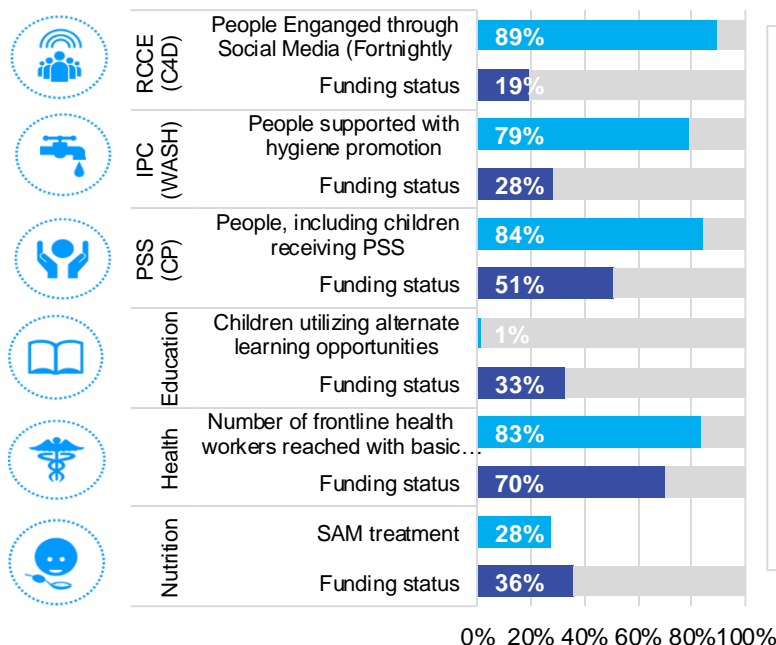 RCCE
(C4D)
People Enganged through
Social Media (Fortnightly
89%
Funding status
19%
IPC
(WASH)
People supported with
hygiene promotion
79%
Funding status
28%
PSS
(CP)
People, including children
receiving PSS
84%
Funding status
51%
Education
Children utilizing alternate
learning opportunities
1%
Funding status
33%
Health
Number of frontline health
workers reached with basic…
83%
Funding status
70%
Nutrition
SAM treatment
28%
Funding status
36%
0% 20% 40% 60% 80% 100%